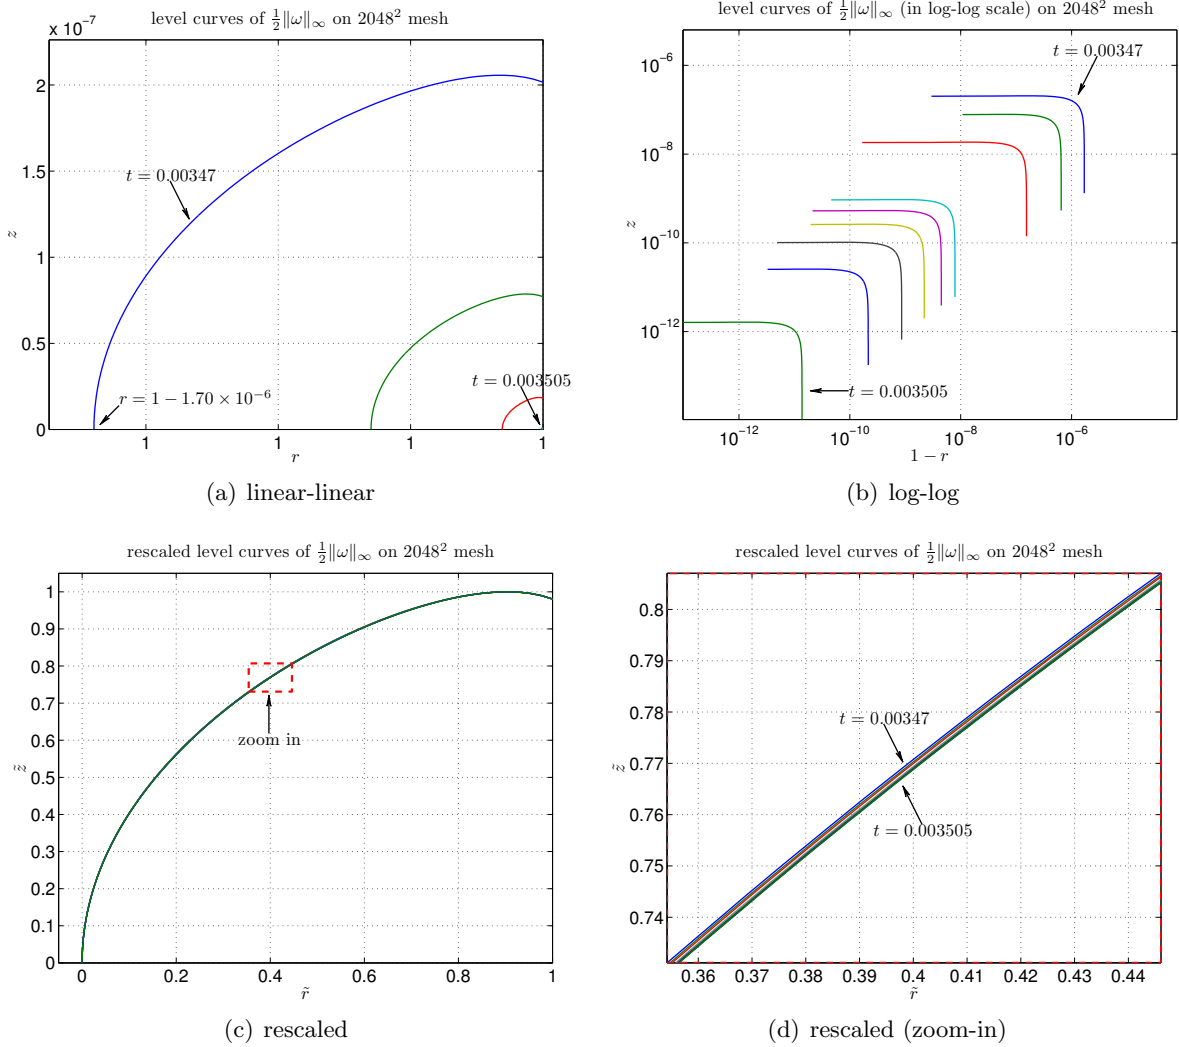 level curves of ½‖ω‖∞ on 2048² mesh
× 10⁻⁷
2
1.5
z
1
0.5
0
t = 0.00347
r = 1 − 1.70 × 10⁻⁶
t = 0.003505
1 1 1 1
r
(a) linear-linear
level curves of ½‖ω‖∞ (in log-log scale) on 2048² mesh
10⁻⁶
10⁻⁸
z
10⁻¹⁰
10⁻¹²
t = 0.00347
t = 0.003505
10⁻¹² 10⁻¹⁰ 10⁻⁸ 10⁻⁶
1 − r
(b) log-log
rescaled level curves of ½‖ω‖∞ on 2048² mesh
1
0.9
0.8
0.7
0.6
z̃
0.5
0.4
0.3
0.2
0.1
0
zoom in
0 0.2 0.4 0.6 0.8 1
r̃
(c) rescaled
rescaled level curves of ½‖ω‖∞ on 2048² mesh
0.8
0.79
0.78
0.77
z̃
0.76
0.75
0.74
t = 0.00347
t = 0.003505
0.36 0.37 0.38 0.39 0.4 0.41 0.42 0.43 0.44
r̃
(d) rescaled (zoom-in)